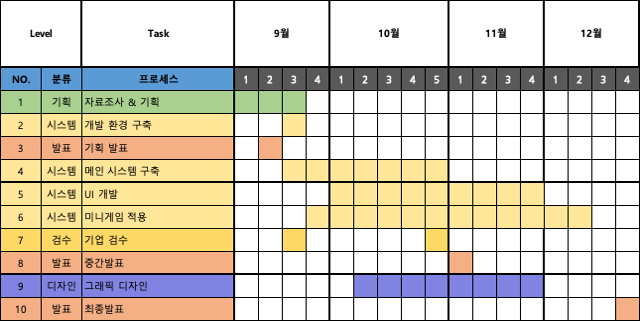 Level Task 9월 10월 11월 12월
NO. 분류 프로세스 1 2 3 4 1 2 3 4 5 1 2 3 4 1 2 3 4
1 기획 자료조사 & 기획
2 시스템 개발 환경 구축
3 발표 기획 발표
4 시스템 메인 시스템 구축
5 시스템 UI 개발
6 시스템 미니게임 적용
7 검수 기업 검수
8 발표 중간발표
9 디자인 그래픽 디자인
10 발표 최종발표